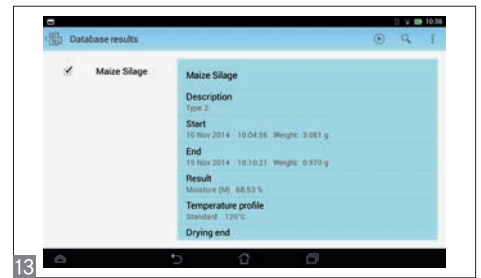 10:38
Database results
Maize Silage
Maize Silage
Description
Type 2
Start
19 Nov 2014 10:04:56 Weight: 3.081 g
End
19 Nov 2014 10:10:21 Weight: 0.970 g
Result
Moisture (M) 68.53 %
Temperature profile
Standard 120°C
Drying end
13